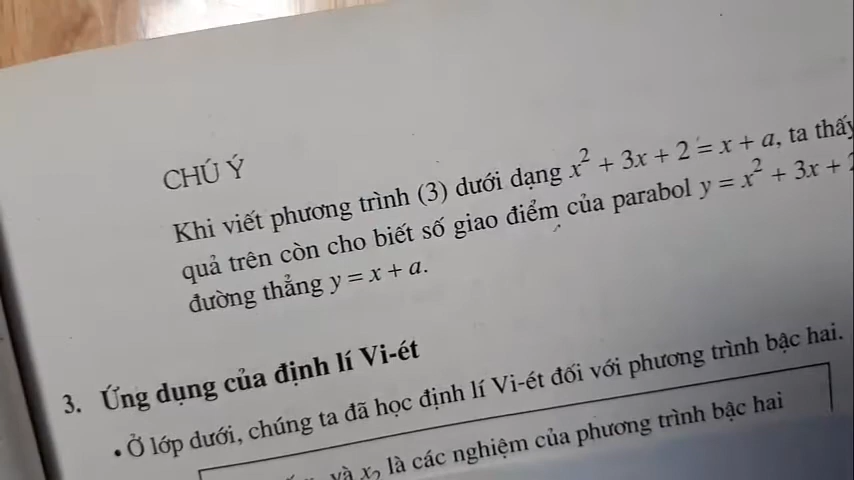 CHÚ Ý
Khi viết phương trình (3) dưới dạng x² + 3x + 2 = x + a, ta thấy
quả trên còn cho biết số giao điểm của parabol y = x² + 3x + 2
đường thẳng y = x + a.
3. Ứng dụng của định lí Vi-ét
• Ở lớp dưới, chúng ta đã học định lí Vi-ét đối với phương trình bậc hai.
và x₂ là các nghiệm của phương trình bậc hai